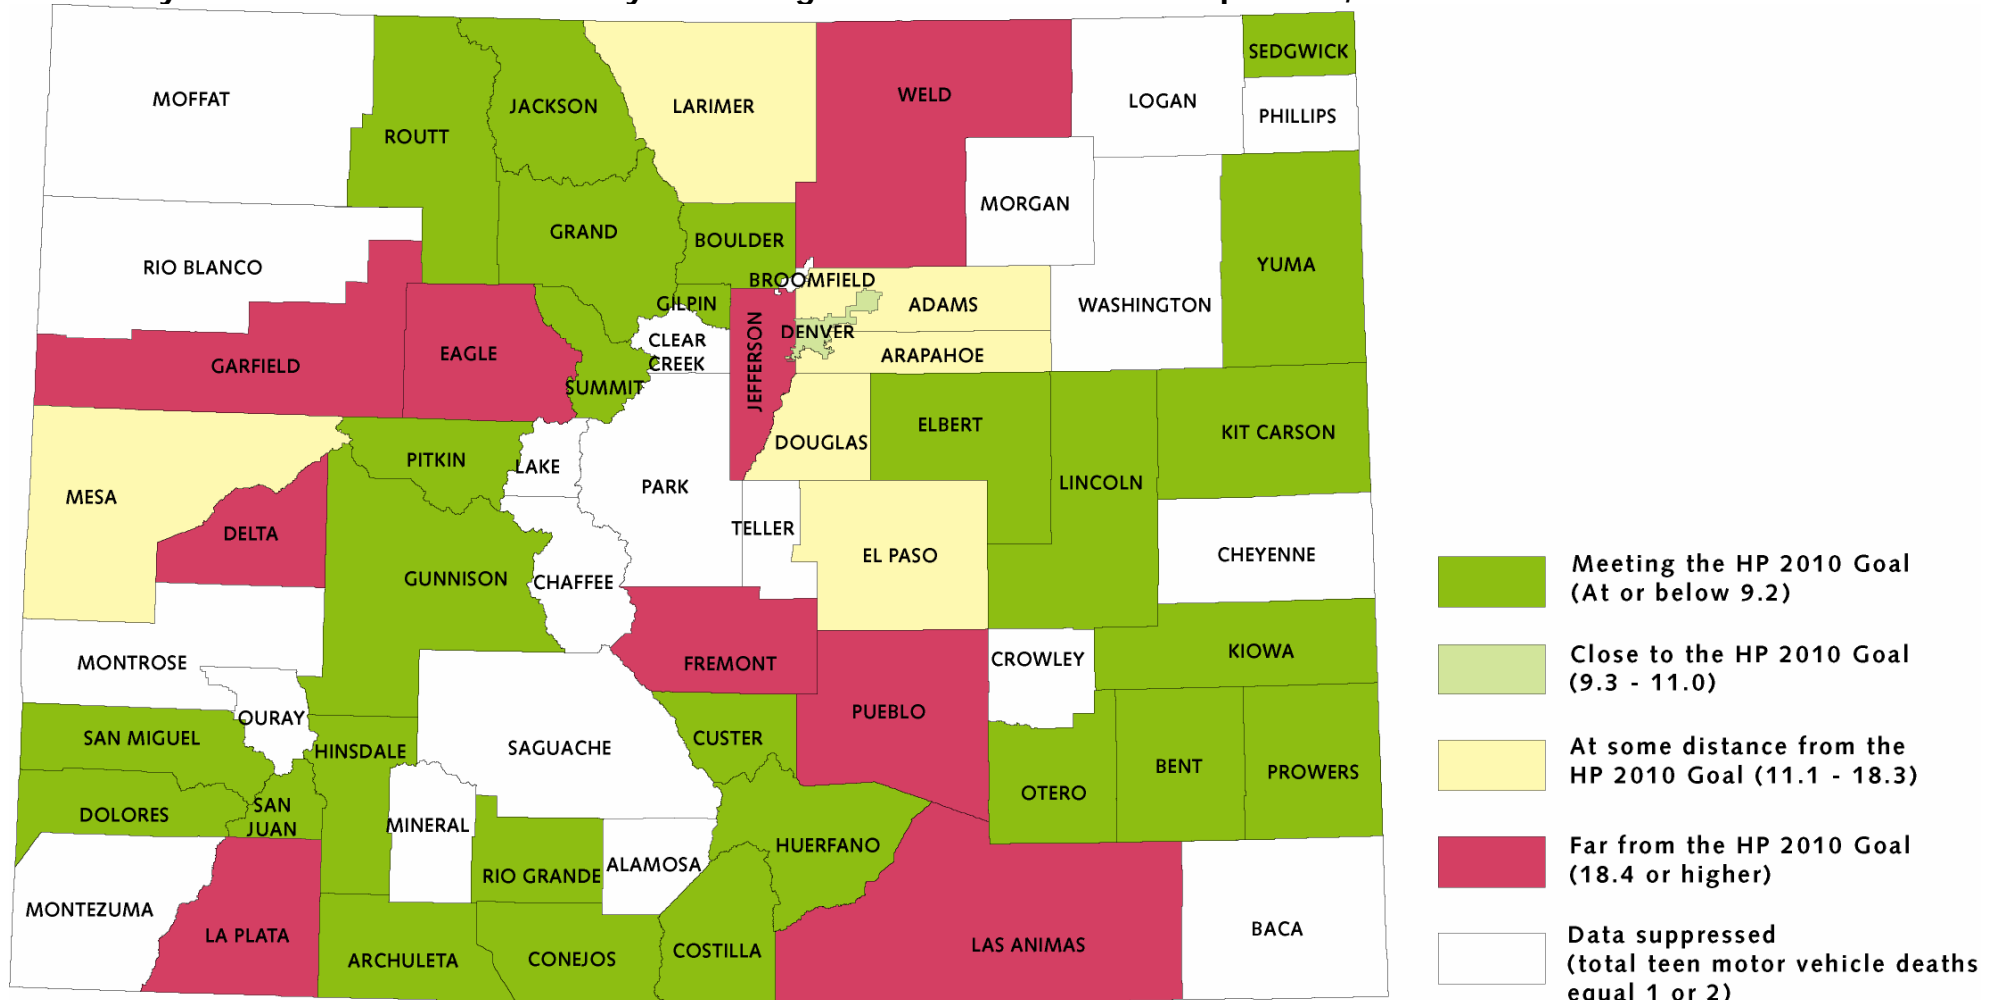 SEDGWICK
MOFFAT
JACKSON
LARIMER
WELD
LOGAN
PHILLIPS
ROUTT
MORGAN
GRAND
BOULDER
RIO BLANCO
YUMA
BROOMFIELD
GILPIN
ADAMS
WASHINGTON
DENVER
CLEAR
CREEK
JEFFERSON
ARAPAHOE
EAGLE
GARFIELD
SUMMIT
ELBERT
KIT CARSON
DOUGLAS
PITKIN
LAKE
PARK
LINCOLN
MESA
TELLER
DELTA
EL PASO
CHEYENNE
GUNNISON
CHAFFEE
MONTROSE
FREMONT
CROWLEY
KIOWA
OURAY
PUEBLO
SAN MIGUEL
HINSDALE
SAGUACHE
CUSTER
BENT
PROWERS
OTERO
DOLORES
SAN
JUAN
MINERAL
HUERFANO
ALAMOSA
RIO GRANDE
MONTEZUMA
LA PLATA
ARCHULETA
CONEJOS
COSTILLA
LAS ANIMAS
BACA
Meeting the HP 2010 Goal
(At or below 9.2)
Close to the HP 2010 Goal
(9.3 - 11.0)
At some distance from the
HP 2010 Goal (11.1 - 18.3)
Far from the HP 2010 Goal
(18.4 or higher)
Data suppressed
(total teen motor vehicle deaths
equal 1 or 2)